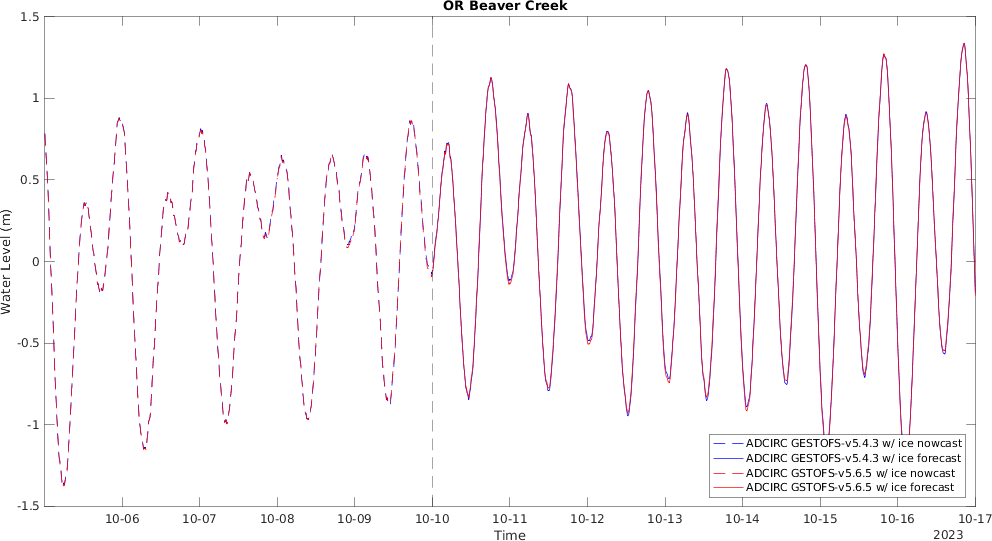 OR Beaver Creek
Water Level (m)
1.5
1
0.5
0
-0.5
-1
-1.5
ADCIRC GESTOFS-v5.4.3 w/ ice nowcast
ADCIRC GESTOFS-v5.4.3 w/ ice forecast
ADCIRC GSTOFS-v5.6.5 w/ ice nowcast
ADCIRC GSTOFS-v5.6.5 w/ ice forecast
10-06 10-07 10-08 10-09 10-10 10-11 10-12 10-13 10-14 10-15 10-16 10-17
Time
2023